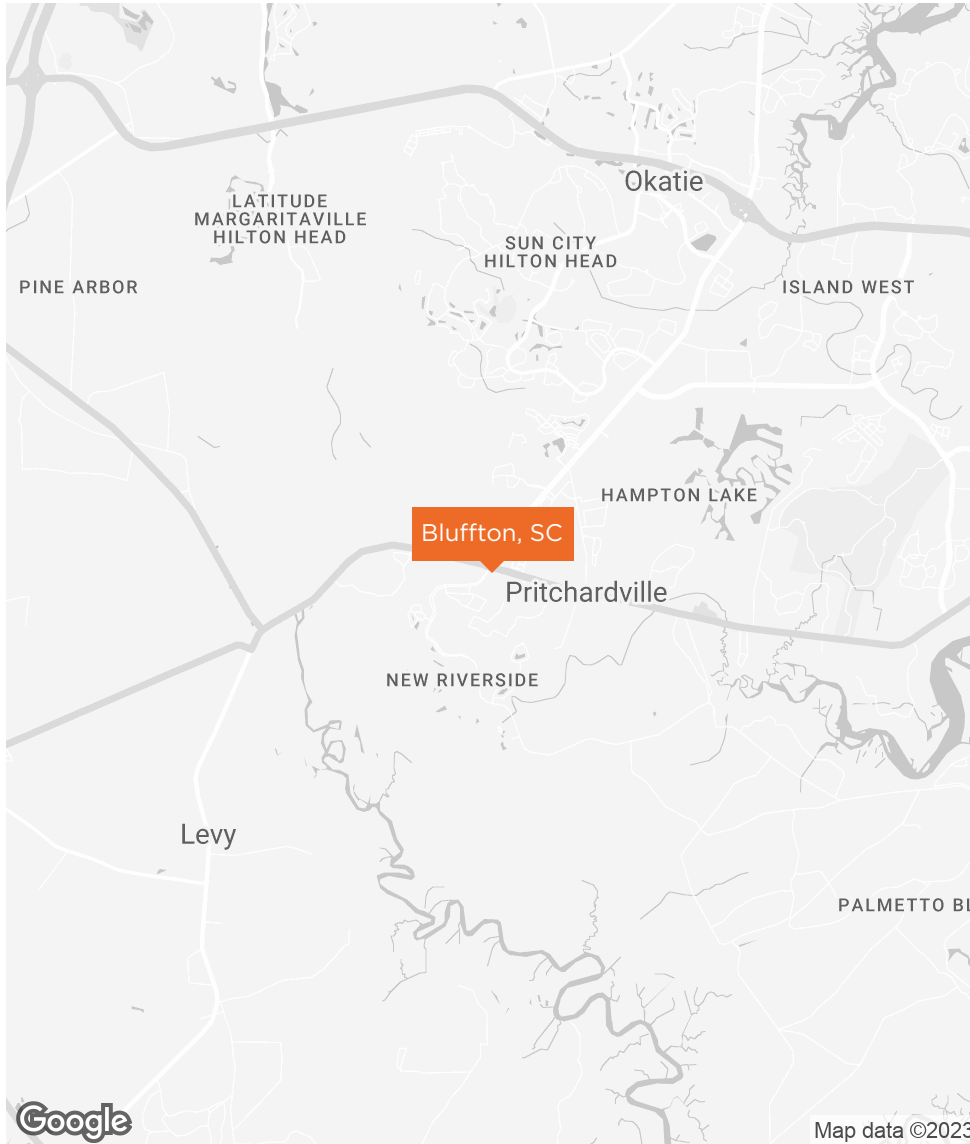 Okatie
LATITUDE
MARGARITAVILLE
HILTON HEAD
SUN CITY
HILTON HEAD
PINE ARBOR
ISLAND WEST
HAMPTON LAKE
Bluffton, SC
Pritchardville
NEW RIVERSIDE
Levy
PALMETTO BL
Google
Map data ©2023